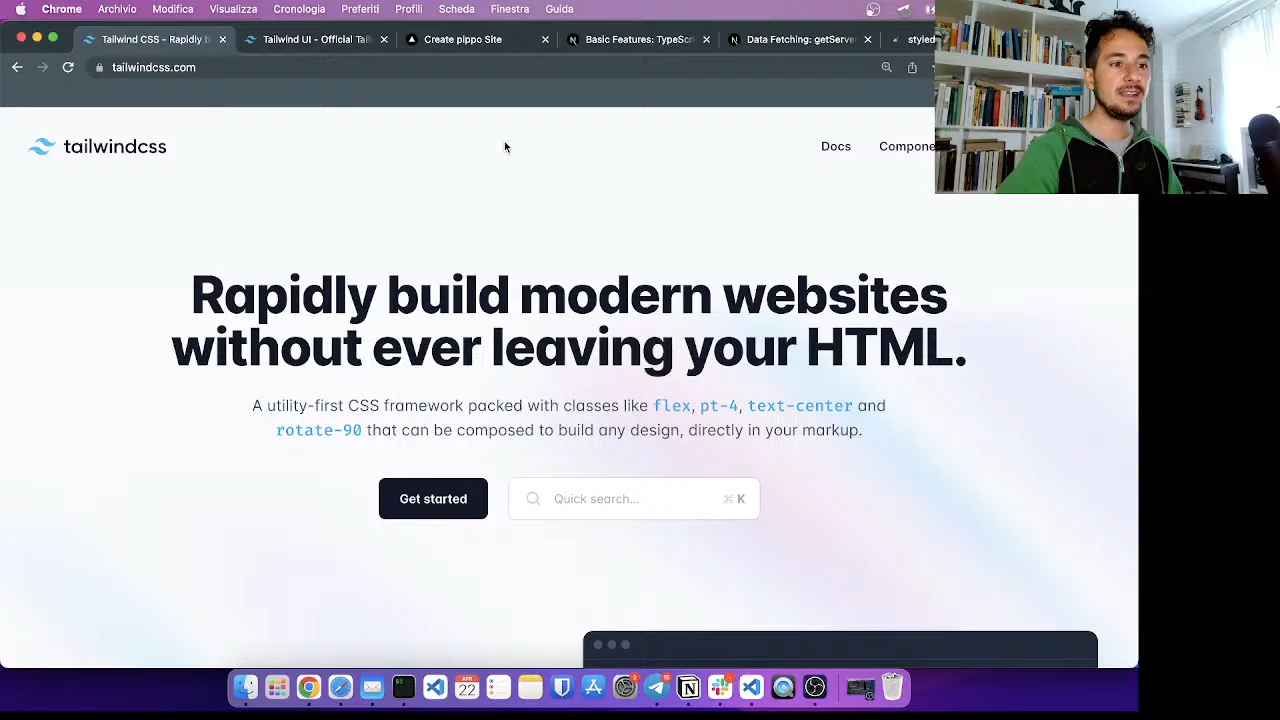 Chrome Archivio Modifica Visualizza Cronologia Preferiti Profili Scheda Finestra Guida
Tailwind CSS - Rapidly b
Tailwind UI - Official Tail
Create pippo Site
Basic Features: TypeScri
Data Fetching: getServer
styled
tailwindcss.com
tailwindcss
Docs
Compone
Rapidly build modern websites
without ever leaving your HTML.
A utility-first CSS framework packed with classes like flex, pt-4, text-center and
rotate-90 that can be composed to build any design, directly in your markup.
Get started
Quick search...
⌘ K
APR
22